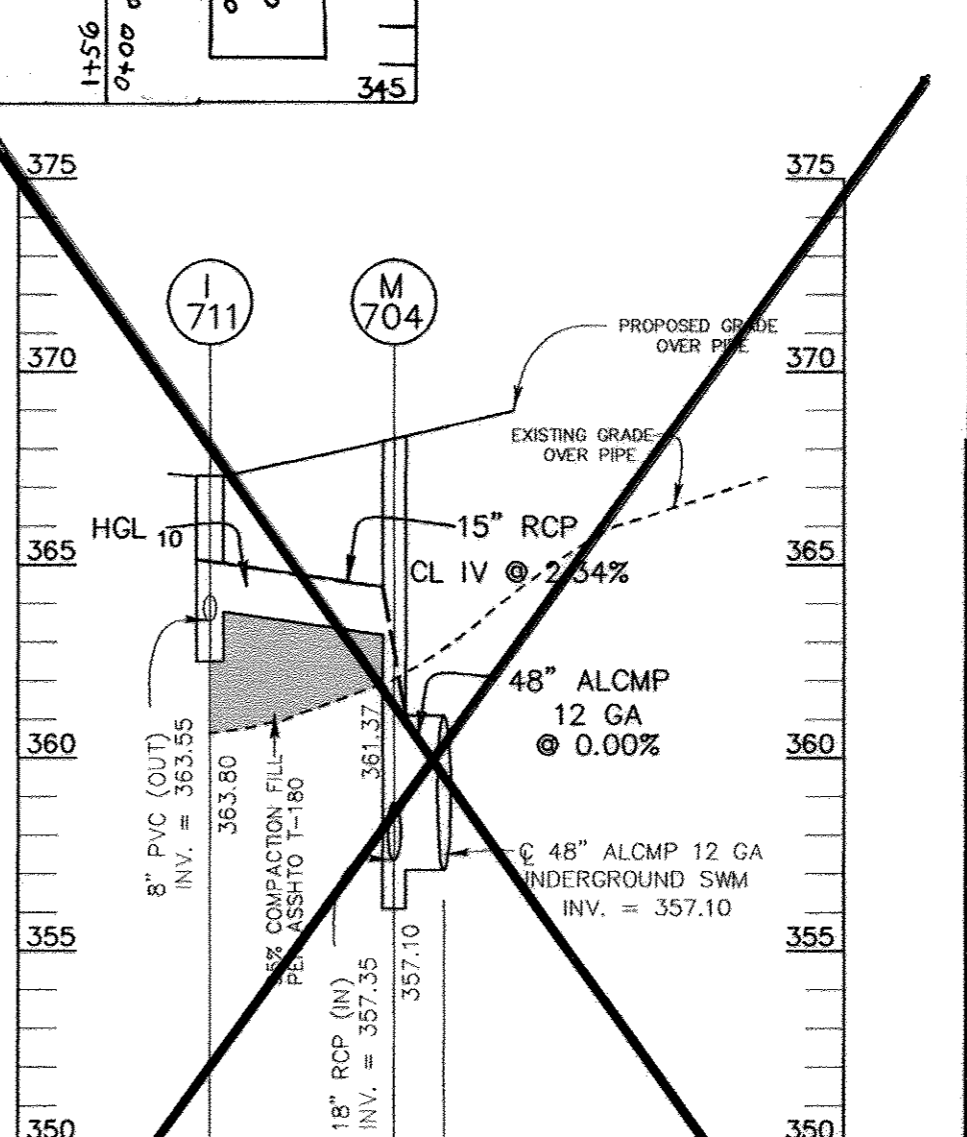 1+56
0+00
345
375
375
I
711
M
704
PROPOSED GRADE
OVER PIPE
370
370
EXISTING GRADE
OVER PIPE
HGL 10
15" RCP
CL IV @ 2.34%
365
365
48" ALCMP
12 GA
@ 0.00%
360
360
8" PVC (OUT)
INV. = 363.55
363.80
COMPACTION FILL
PER ASSHTO T-180
361.37
℄ 48" ALCMP 12 GA
UNDERGROUND SWM
INV. = 357.10
355
355
18" RCP (IN)
INV. = 357.35
357.10
350
350